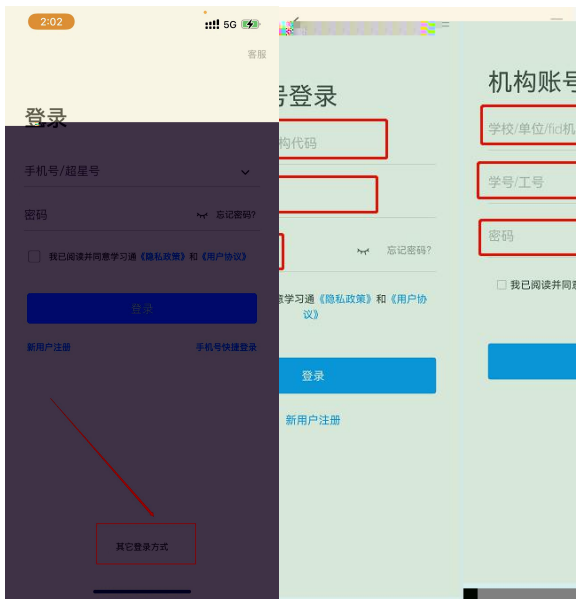 2:02
5G
客服
登录
手机号/超星号
密码
忘记密码?
我已阅读并同意学习通《隐私政策》和《用户协议》
登录
新用户注册
手机号快捷登录
其它登录方式
号登录
构代码
忘记密码?
意学习通《隐私政策》和《用户协
议》
登录
新用户注册
机构账号
学校/单位/fid机
学号/工号
密码
我已阅读并同意